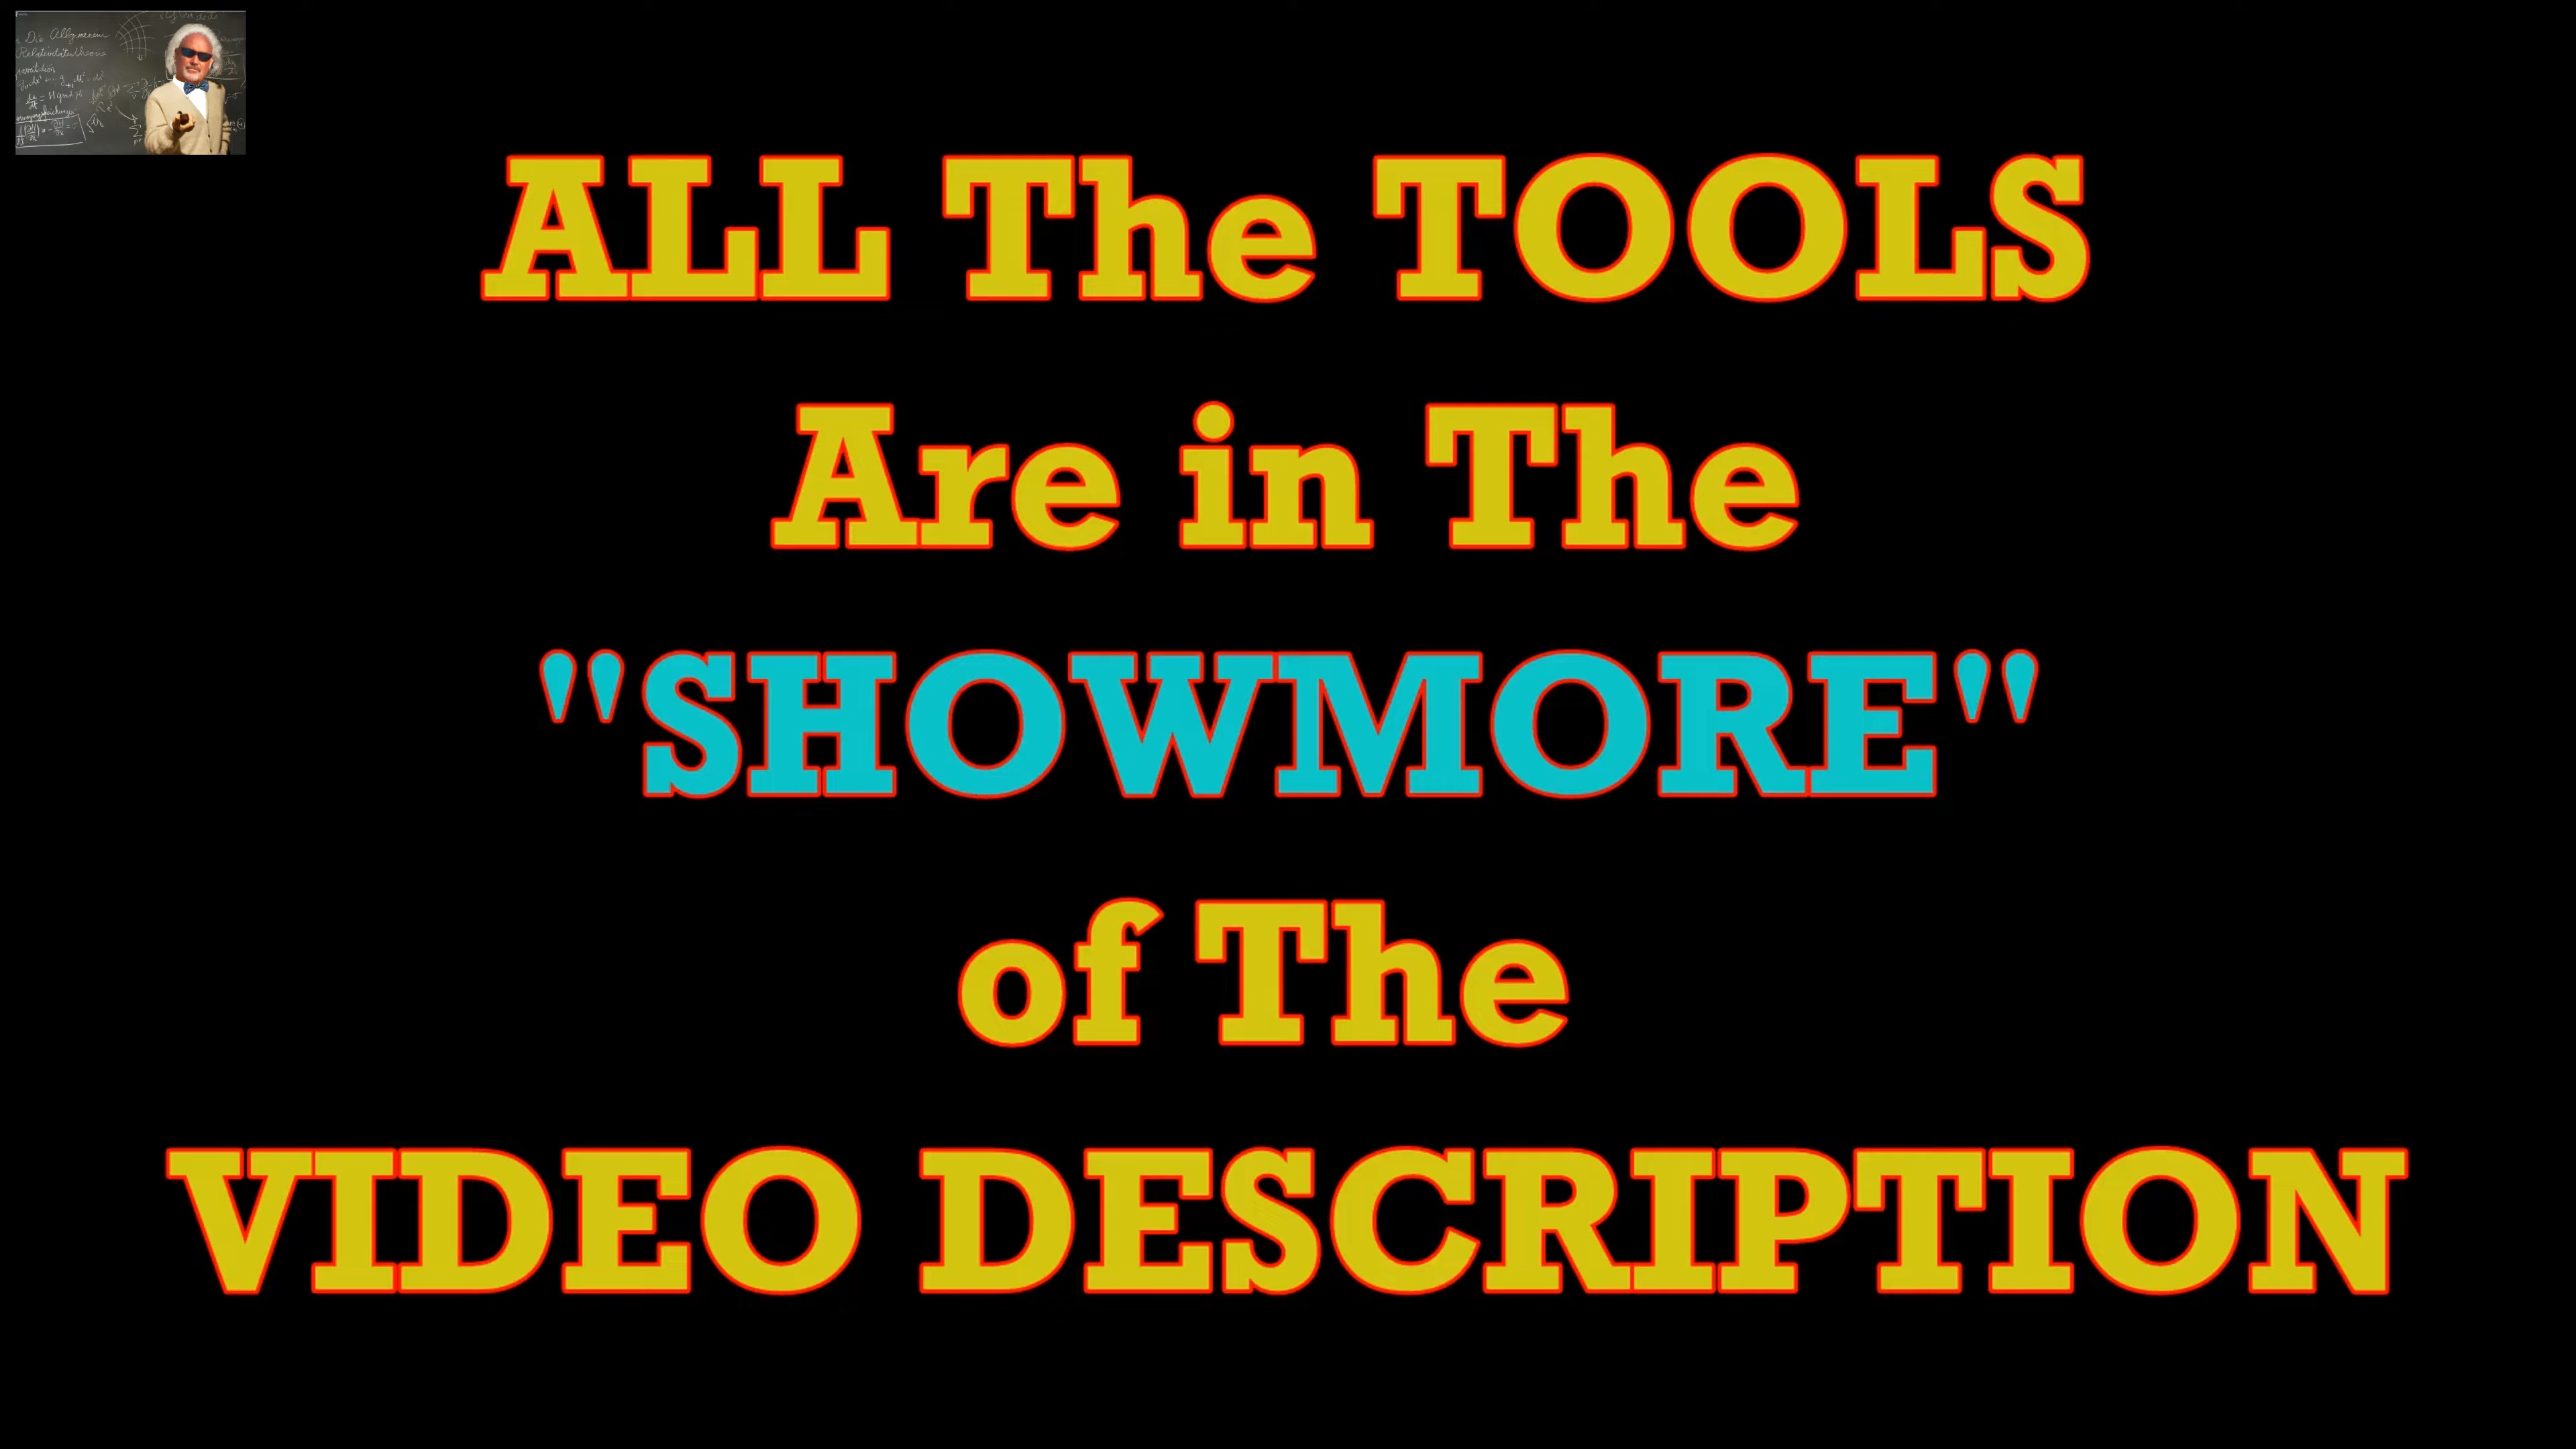 ALL The TOOLS
Are in The
"SHOWMORE"
of The
VIDEO DESCRIPTION